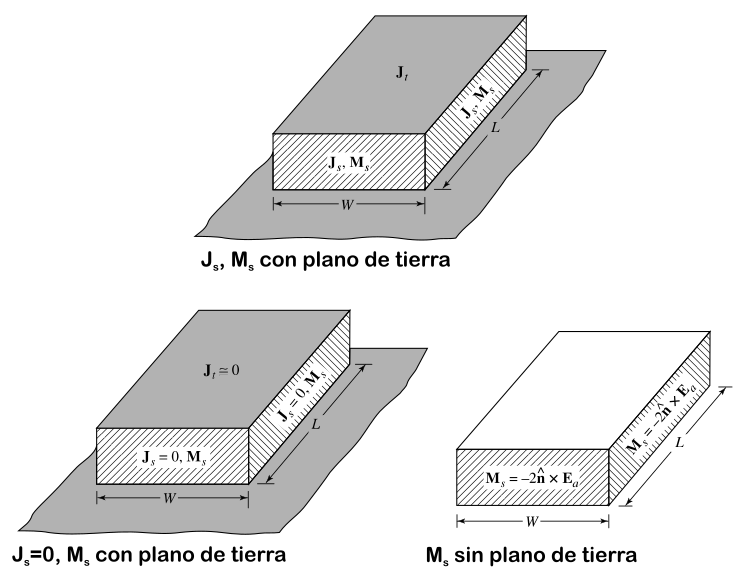 J_t
J_s, M_s
J_s, M_s
L
W
J_s, M_s con plano de tierra
J_t ≃ 0
J_s = 0, M_s
J_s = 0, M_s
L
W
M_s = –2n̂ × E_a
M_s = –2n̂ × E_a
L
W
J_s=0, M_s con plano de tierra
M_s sin plano de tierra